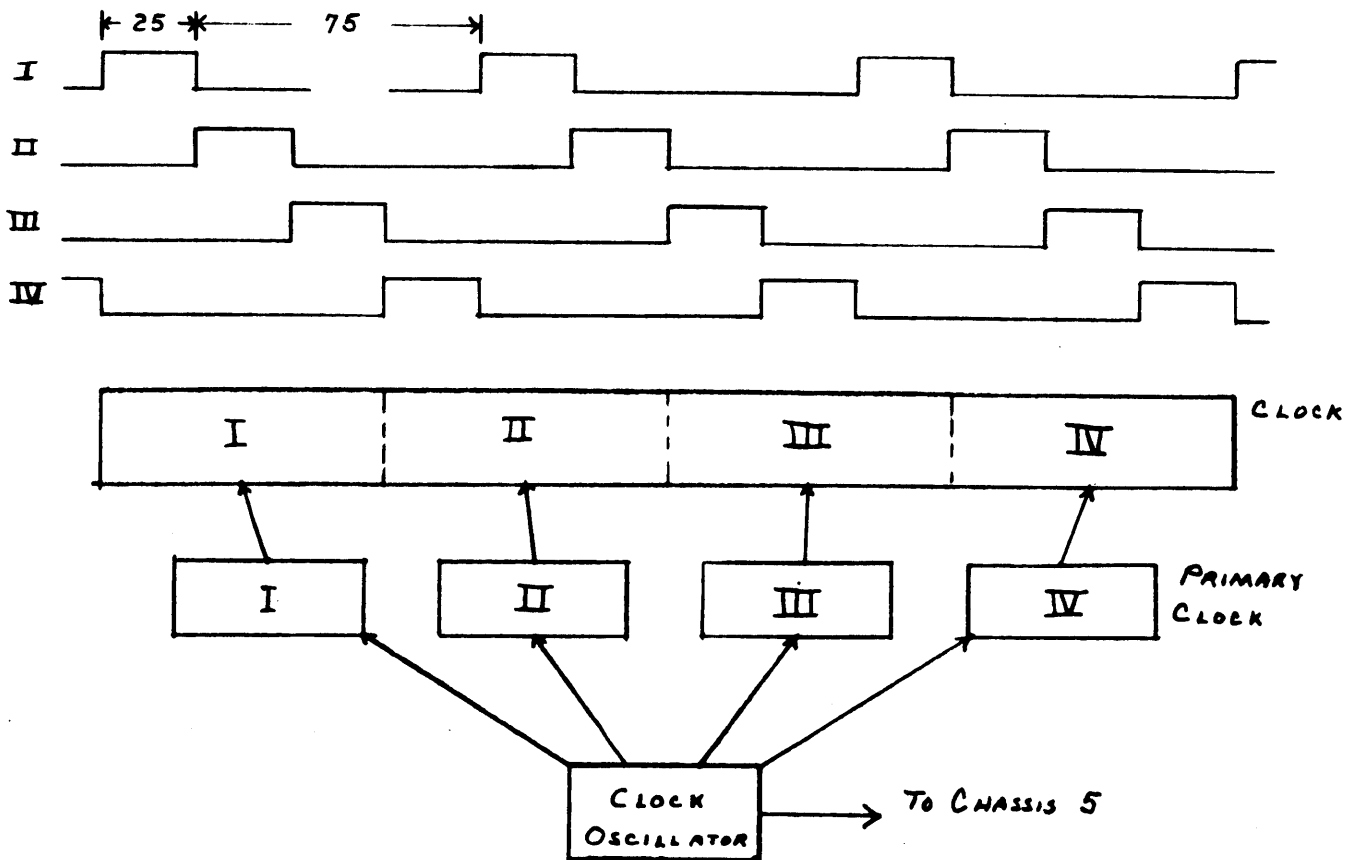 25 75
I
II
III
IV
CLOCK
I II III IV
PRIMARY
CLOCK
I II III IV
CLOCK
OSCILLATOR
TO CHASSIS 5